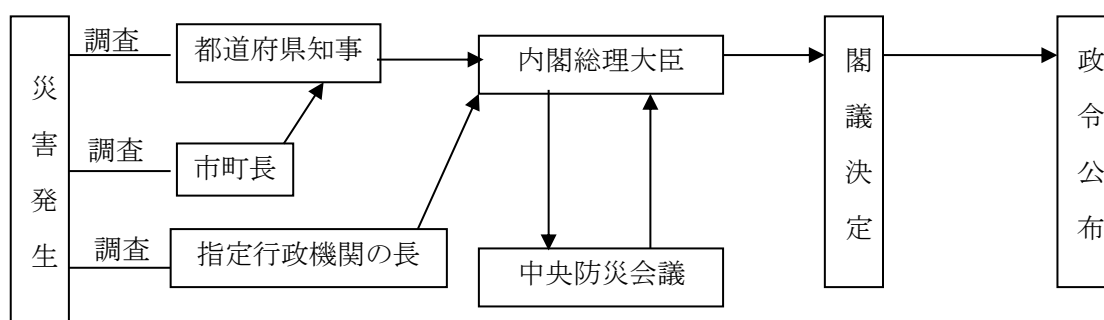 災害発生
調査
都道府県知事
調査
市町長
調査
指定行政機関の長
内閣総理大臣
中央防災会議
閣議決定
政令公布